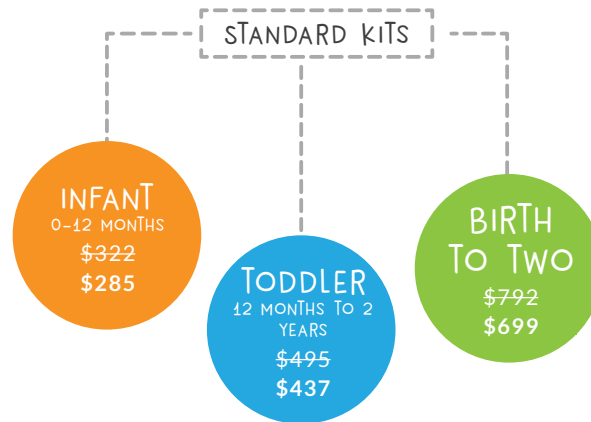 STANDARD KITS
INFANT
0-12 MONTHS
$322
$285
TODDLER
12 MONTHS TO 2
YEARS
$495
$437
BIRTH
TO TWO
$792
$699